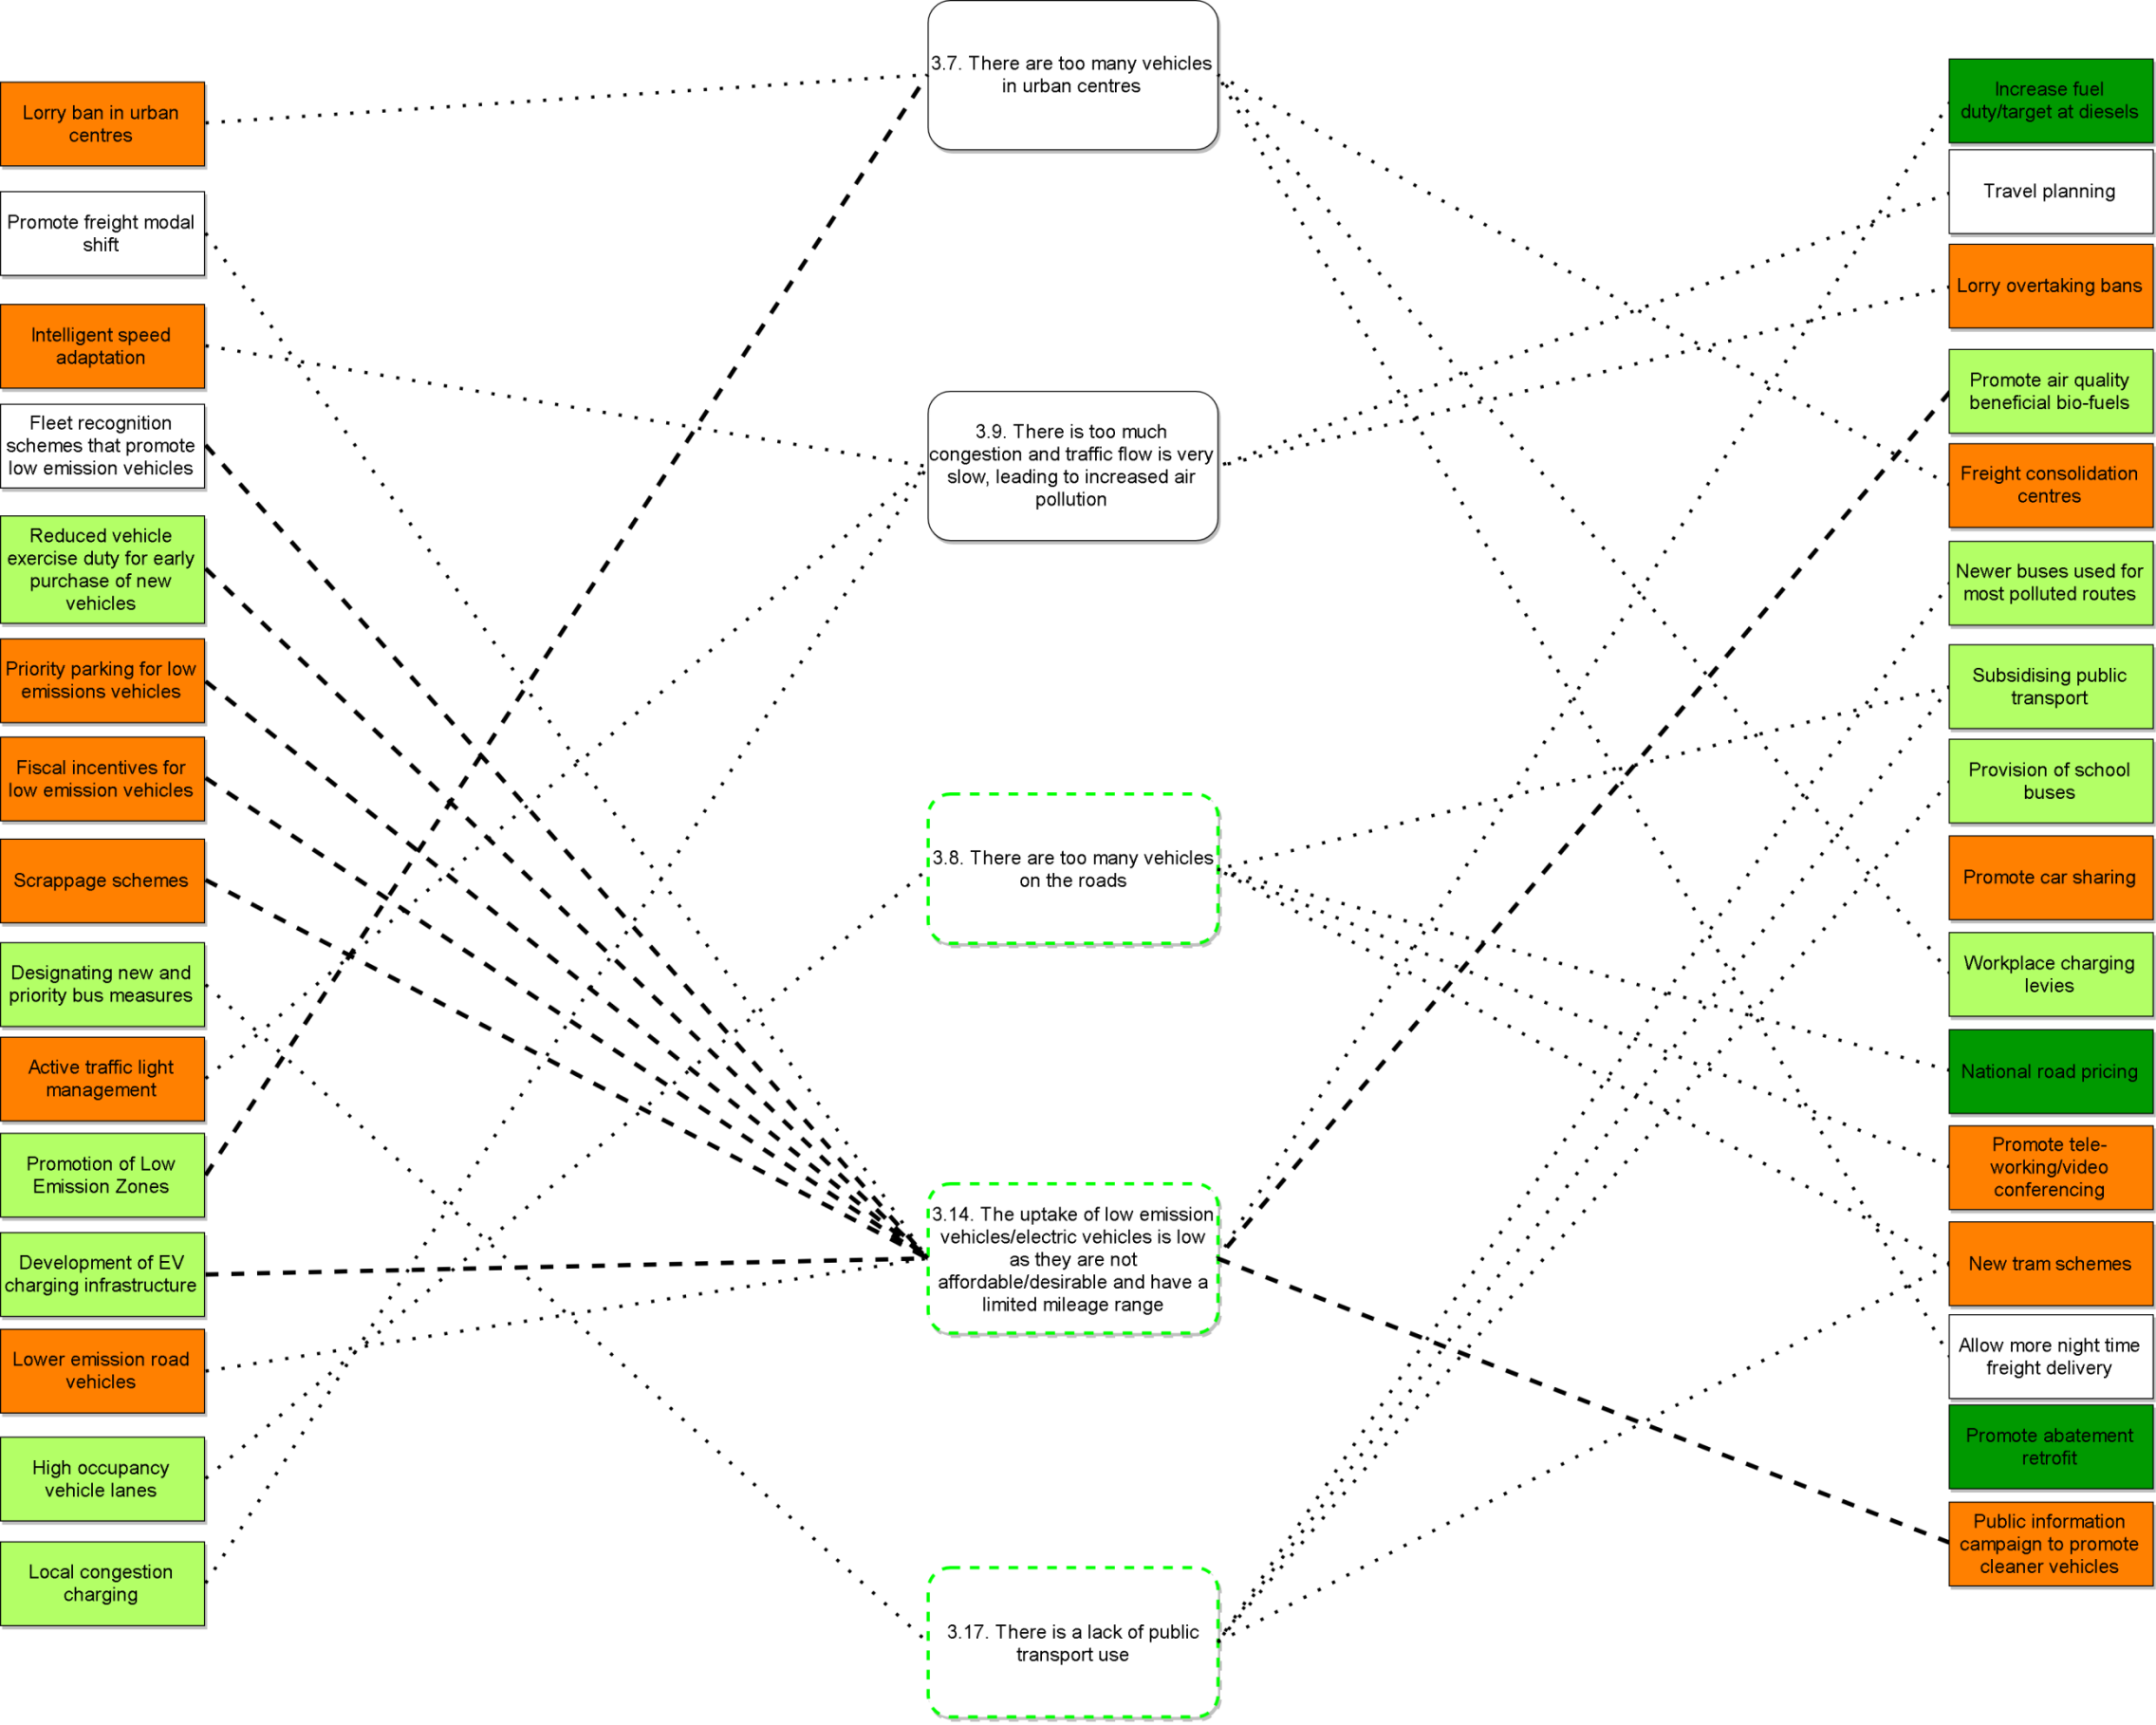 Lorry ban in urban
centres
Promote freight modal
shift
Intelligent speed
adaptation
Fleet recognition
schemes that promote
low emission vehicles
Reduced vehicle
exercise duty for early
purchase of new
vehicles
Priority parking for low
emissions vehicles
Fiscal incentives for
low emission vehicles
Scrappage schemes
Designating new and
priority bus measures
Active traffic light
management
Promotion of Low
Emission Zones
Development of EV
charging infrastructure
Lower emission road
vehicles
High occupancy
vehicle lanes
Local congestion
charging
3.7. There are too many vehicles
in urban centres
3.9. There is too much
congestion and traffic flow is very
slow, leading to increased air
pollution
3.8. There are too many vehicles
on the roads
3.14. The uptake of low emission
vehicles/electric vehicles is low
as they are not
affordable/desirable and have a
limited mileage range
3.17. There is a lack of public
transport use
Increase fuel
duty/target at diesels
Travel planning
Lorry overtaking bans
Promote air quality
beneficial bio-fuels
Freight consolidation
centres
Newer buses used for
most polluted routes
Subsidising public
transport
Provision of school
buses
Promote car sharing
Workplace charging
levies
National road pricing
Promote tele-
working/video
conferencing
New tram schemes
Allow more night time
freight delivery
Promote abatement
retrofit
Public information
campaign to promote
cleaner vehicles